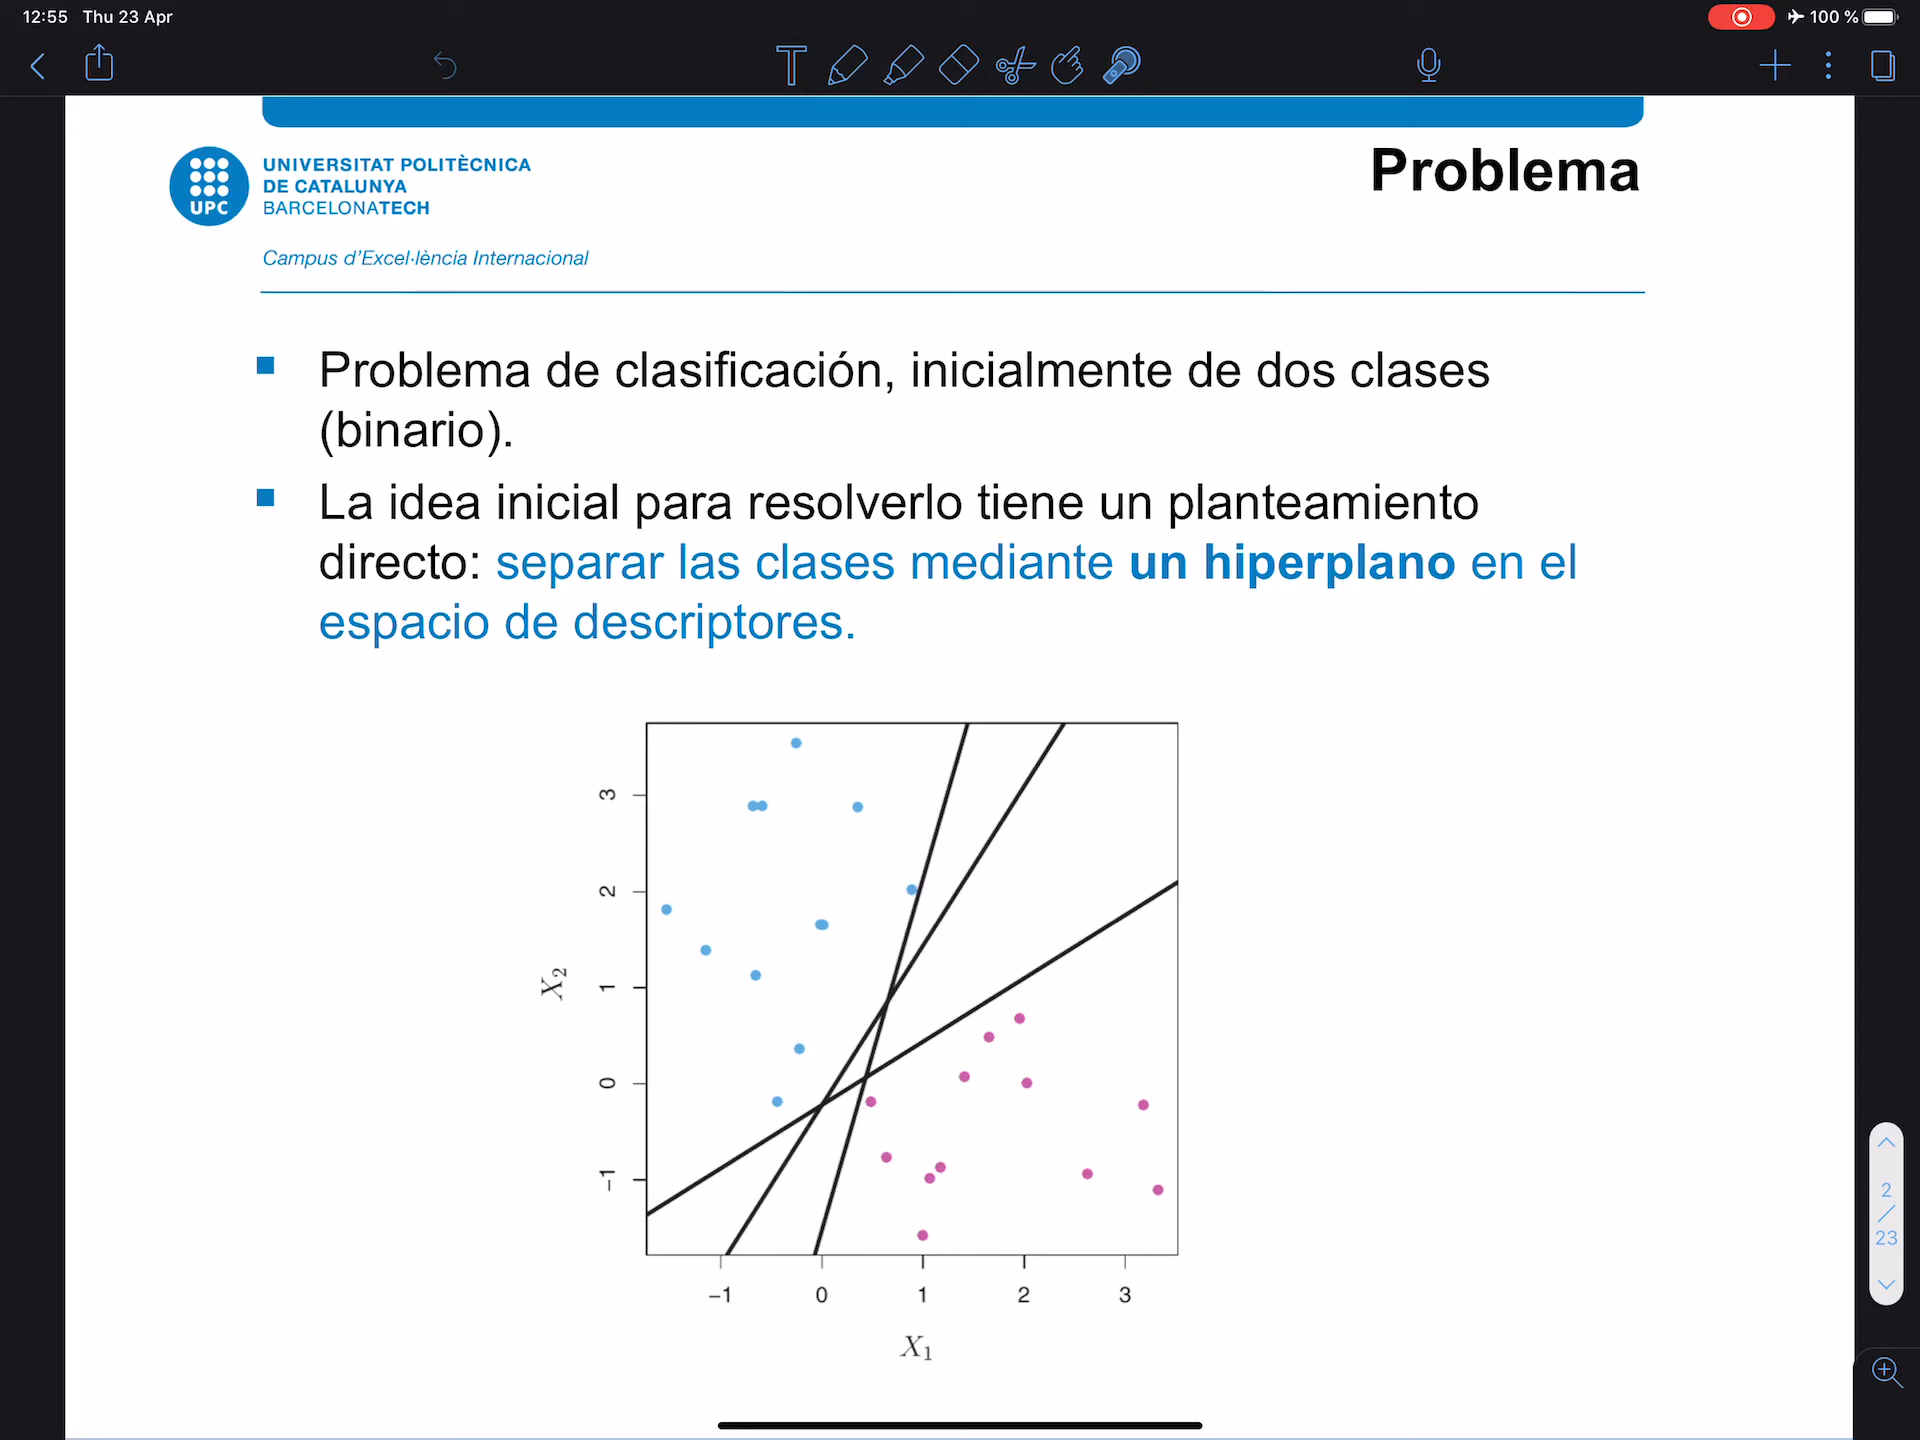 12:55 Thu 23 Apr
100 %
UNIVERSITAT POLITÈCNICA
DE CATALUNYA
BARCELONATECH
UPC
Problema
Campus d'Excel·lència Internacional
Problema de clasificación, inicialmente de dos clases
(binario).
La idea inicial para resolverlo tiene un planteamiento
directo: separar las clases mediante un hiperplano en el
espacio de descriptores.
3
2
1
0
−1
X2
−1 0 1 2 3
X1
2
/
23